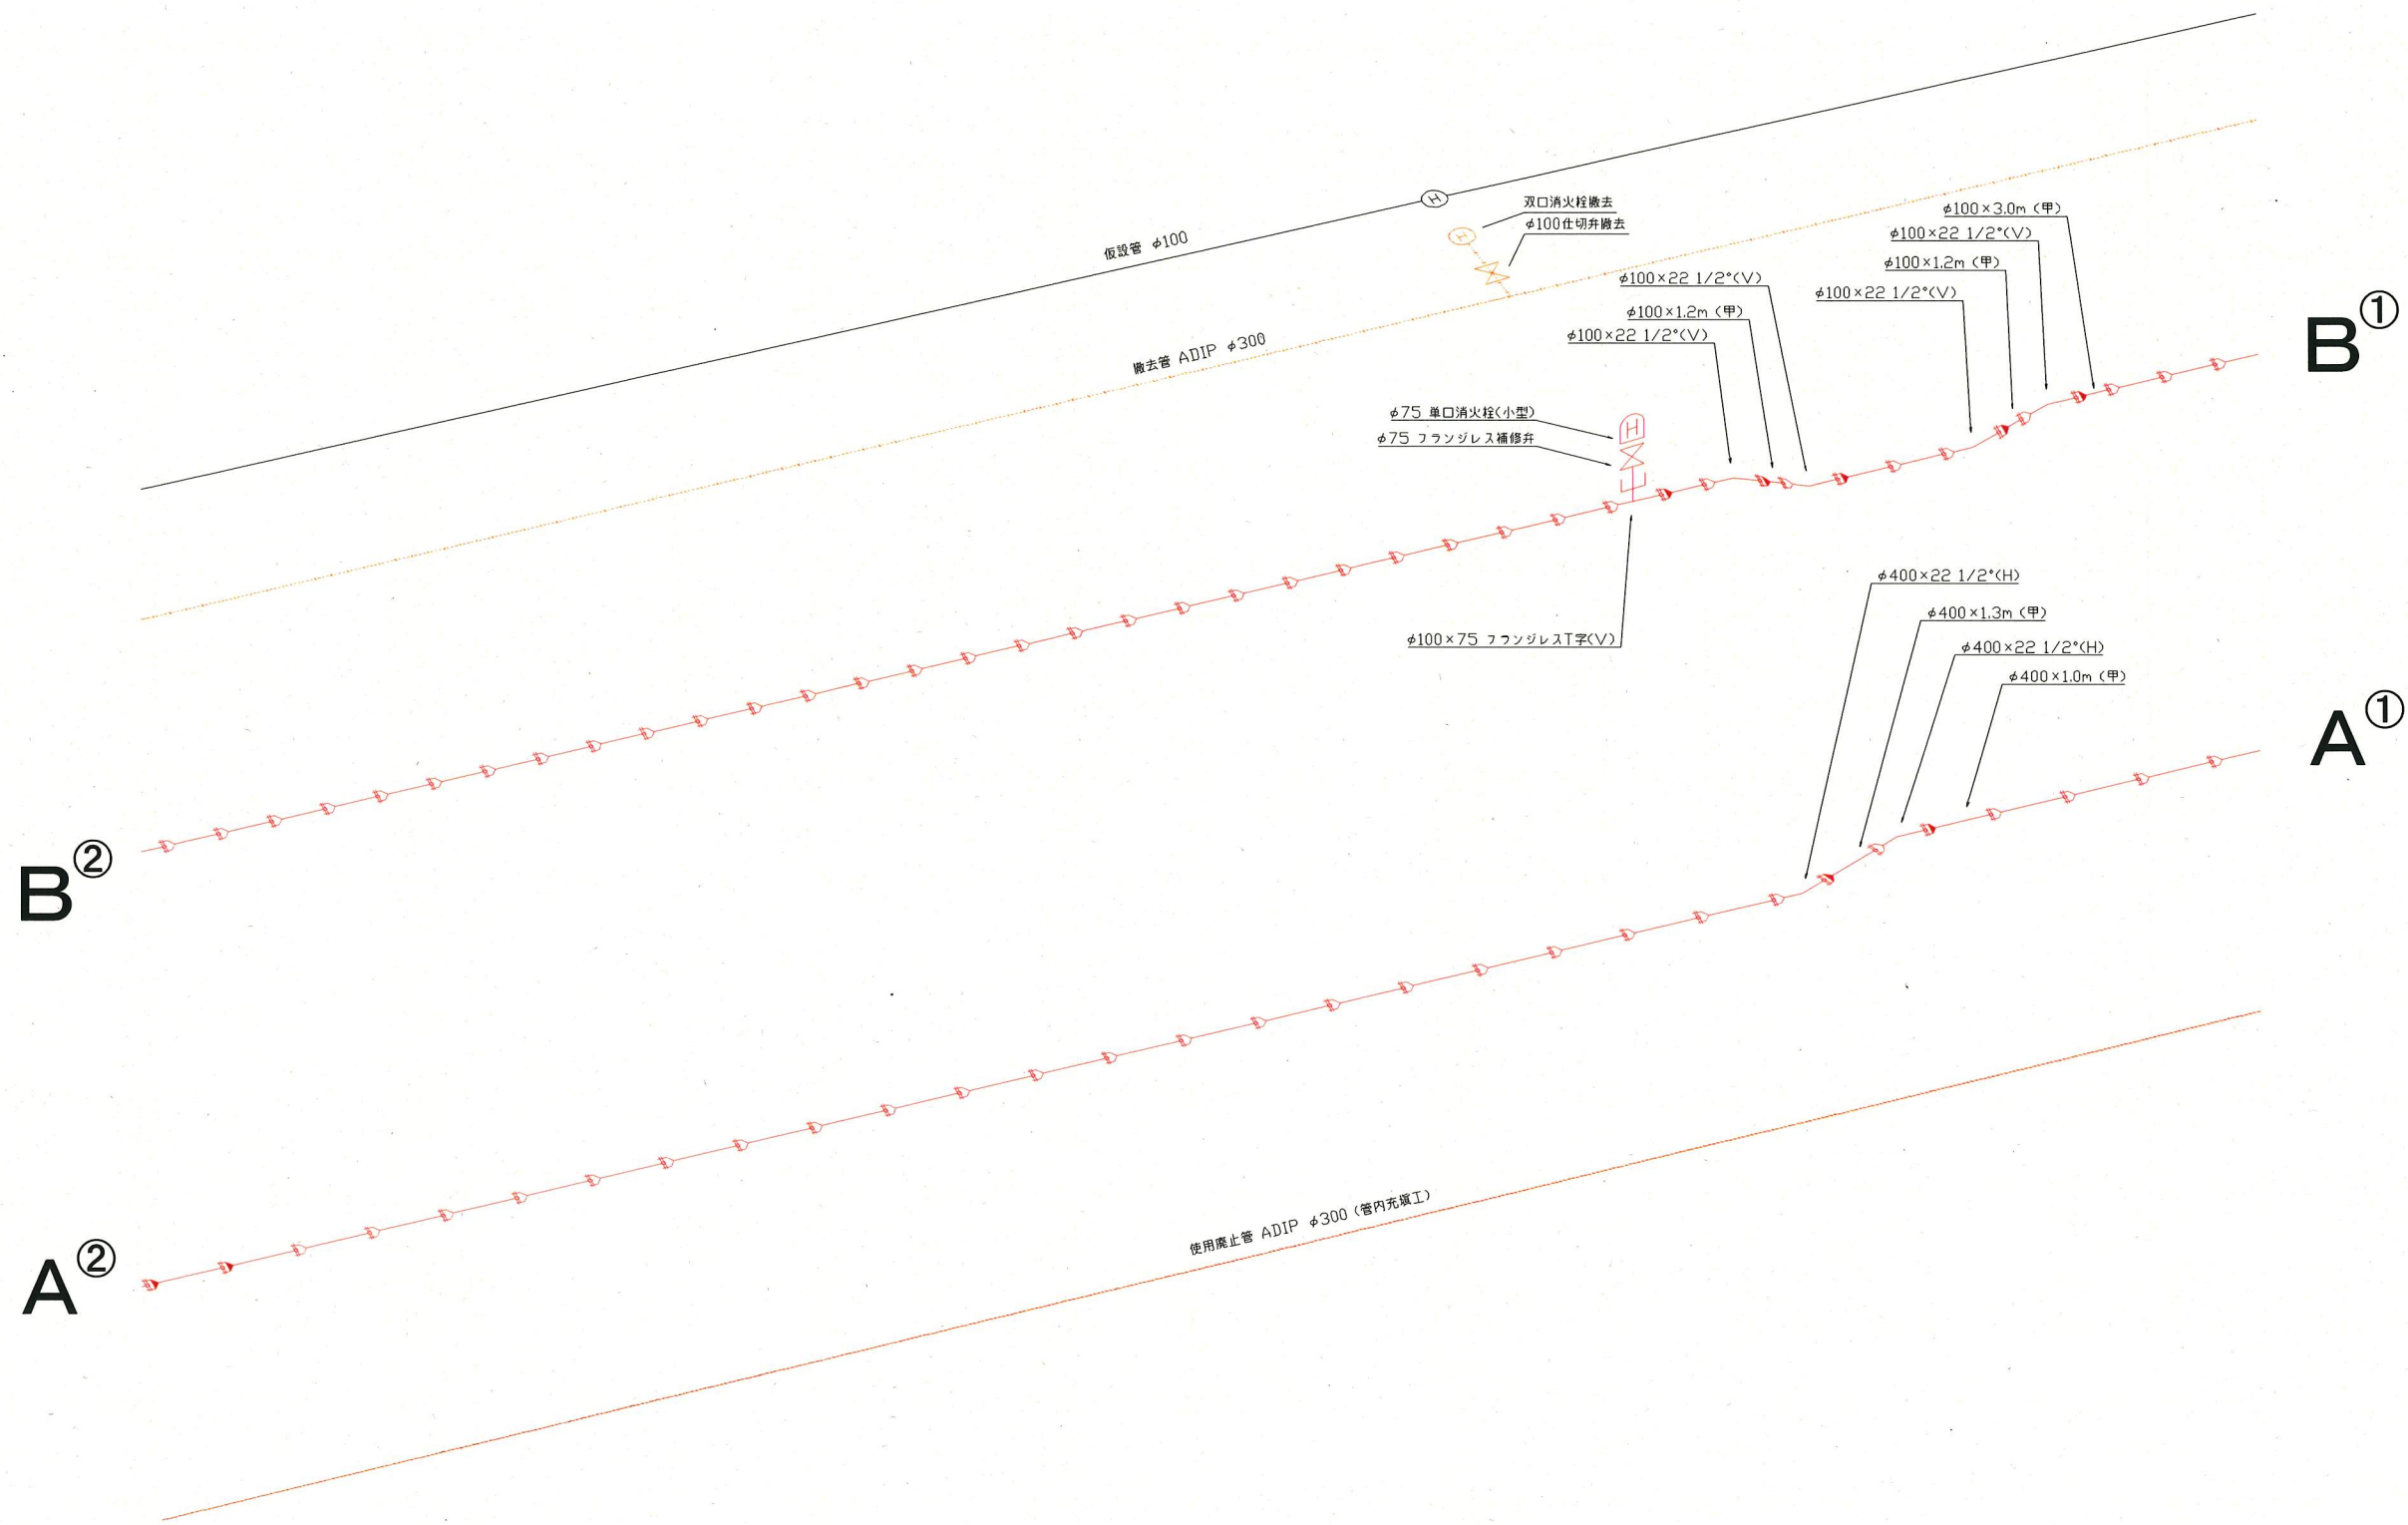 仮設管 φ100
双口消火栓撤去
φ100仕切弁撤去
撤去管 ADIP φ300
φ100×3.0m (甲)
φ100×22 1/2°(V)
φ100×1.2m (甲)
φ100×22 1/2°(V)
φ100×22 1/2°(V)
φ100×1.2m (甲)
φ100×22 1/2°(V)
B①
φ75 単口消火栓(小型)
φ75 フランジレス補修弁
H
H
H
φ100×75 フランジレスT字(V)
φ400×22 1/2°(H)
φ400×1.3m (甲)
φ400×22 1/2°(H)
φ400×1.0m (甲)
A①
B②
A②
使用廃止管 ADIP φ300 (管内充填工)